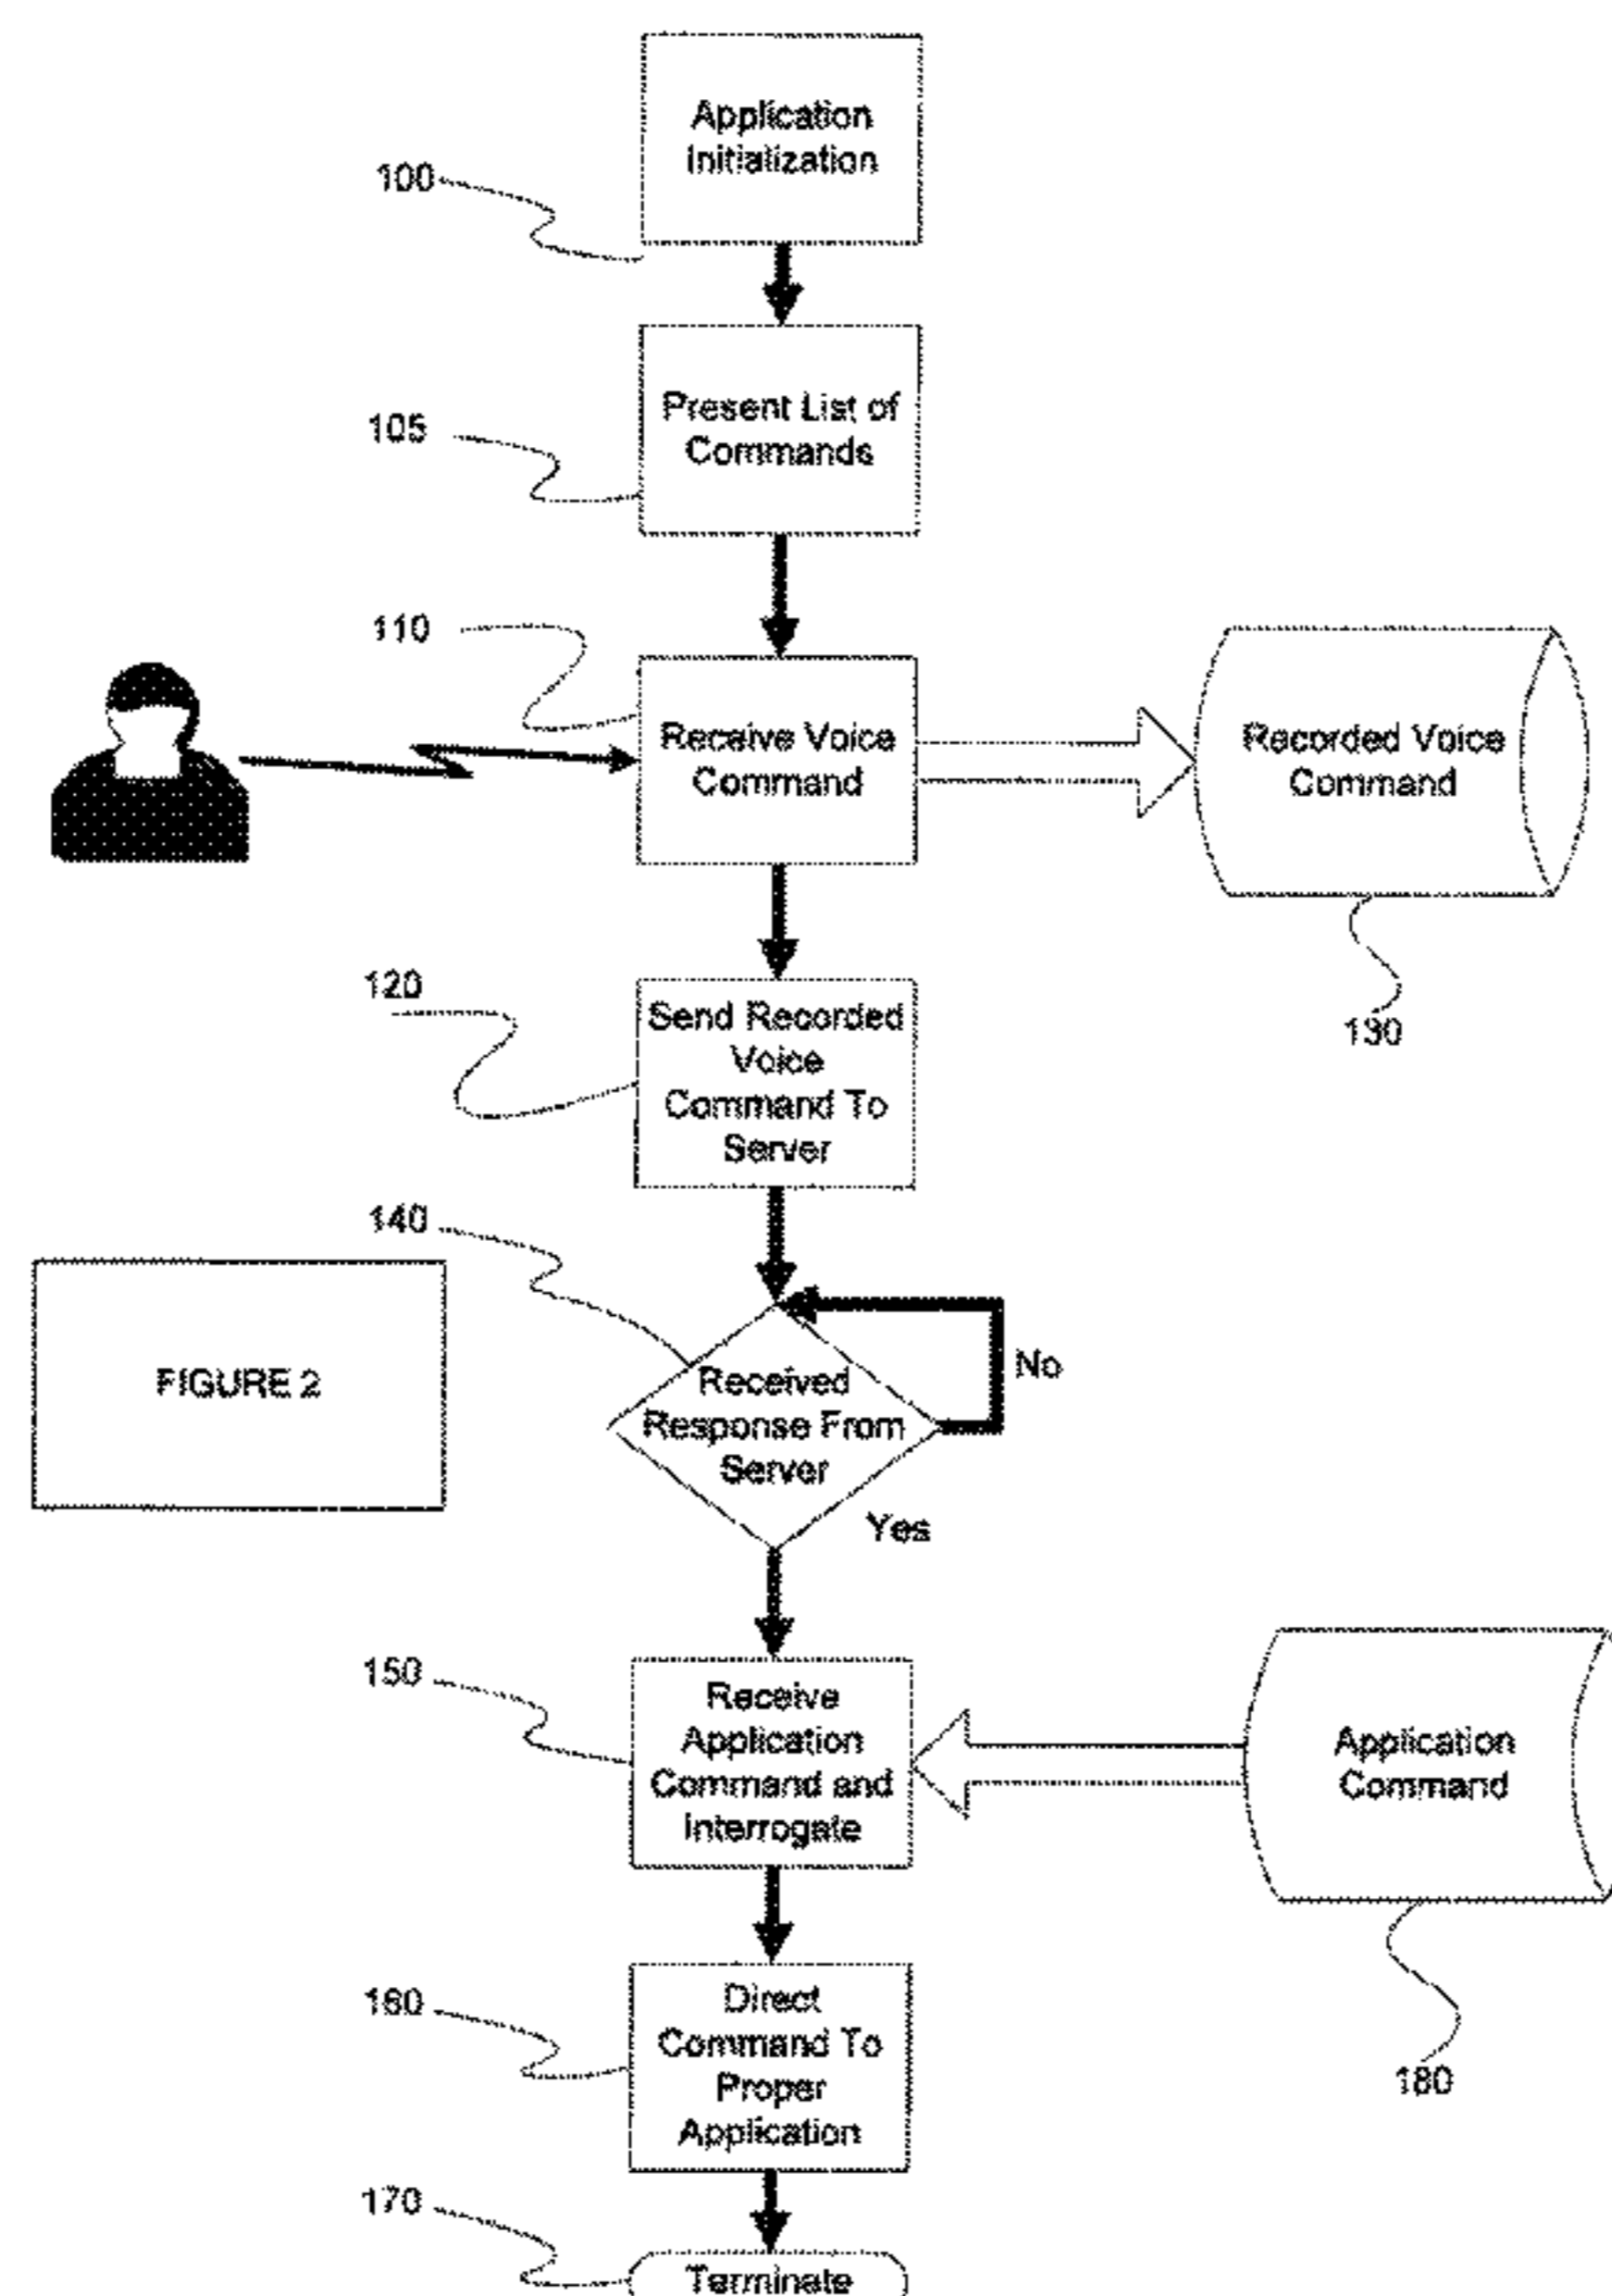 Application
Initialization
100
Present List of
Commands
105
110
Receive Voice
Command
Recorded Voice
Command
130
120
Send Recorded
Voice
Command To
Server
140
FIGURE 2
Received
Response From
Server
No
Yes
150
Receive
Application
Command and
Interrogate
Application
Command
180
160
Direct
Command To
Proper
Application
170
Terminate